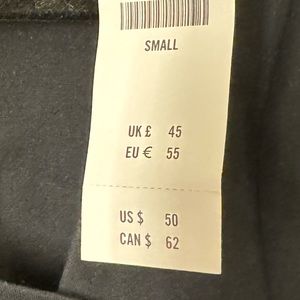 SMALL
UK £ 45
EU € 55
US $ 50
CAN $ 62